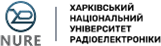 NURE
ХАРКІВСЬКИЙ
НАЦІОНАЛЬНИЙ
УНІВЕРСИТЕТ
РАДІОЕЛЕКТРОНІКИ